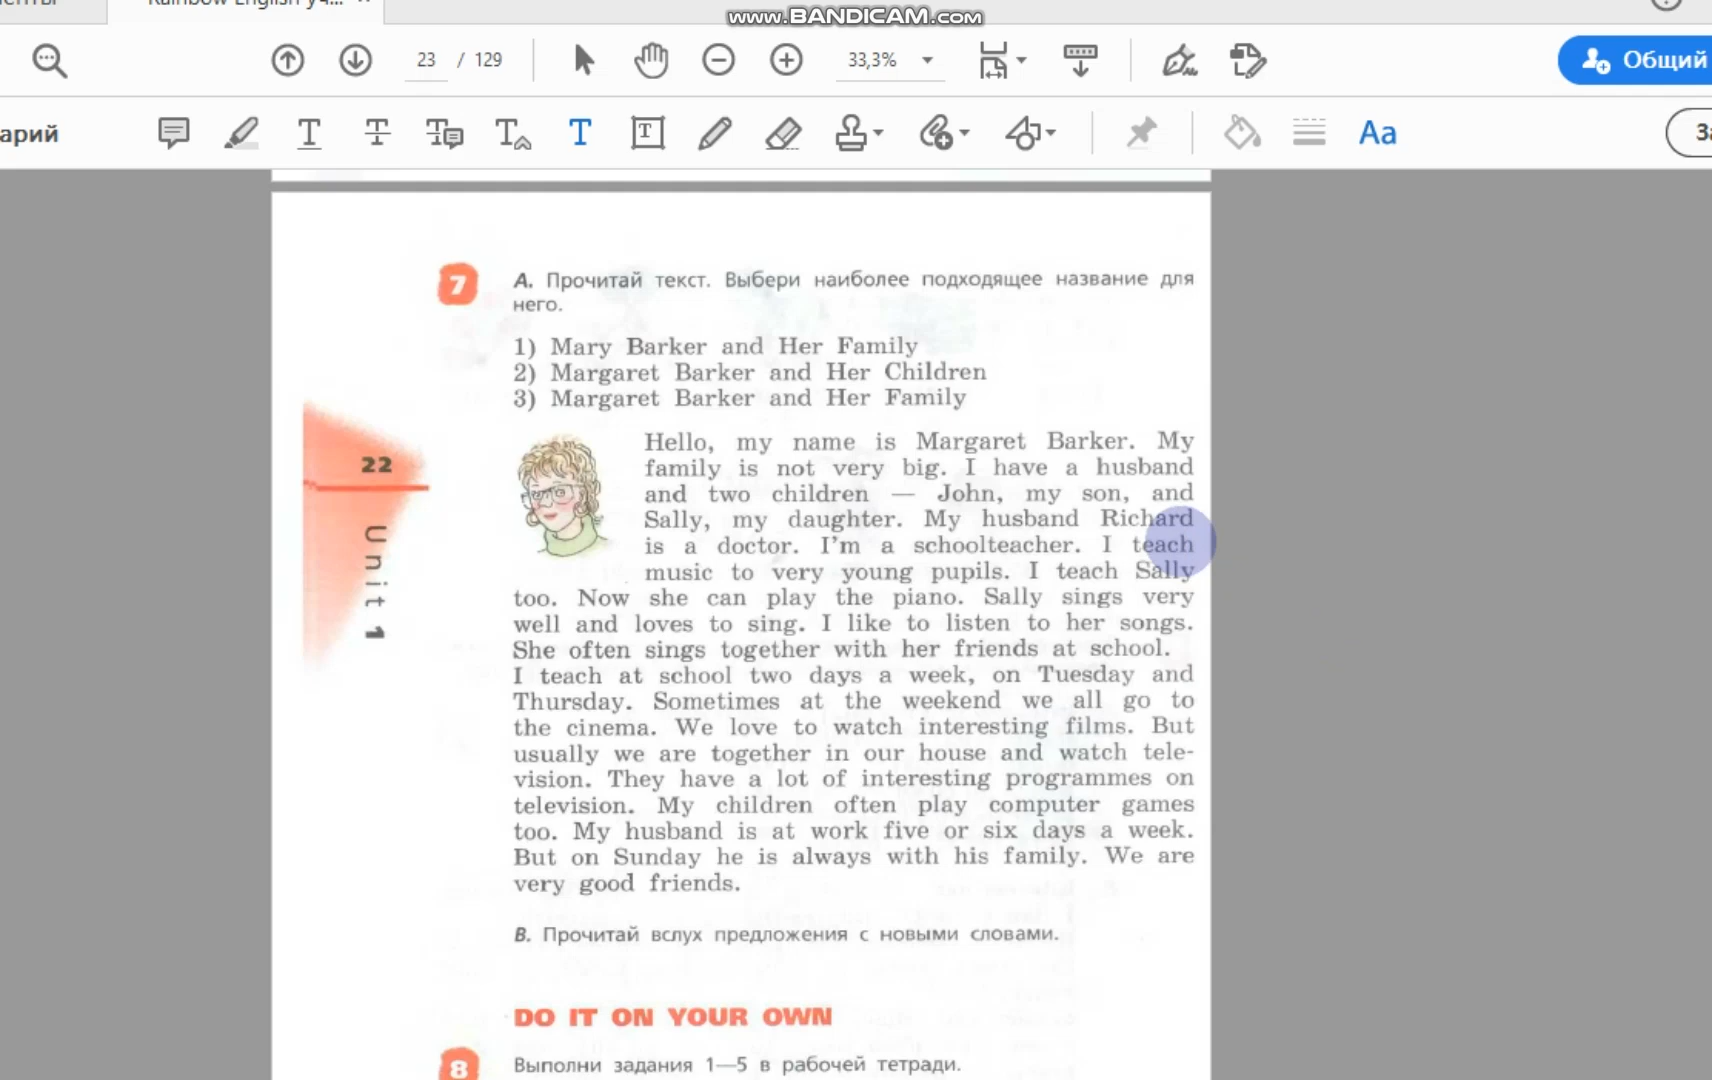 Rainbow English уч...
www.BANDICAM.com
23 / 129
33,3%
Общий
арий
Aa
7
A. Прочитай текст. Выбери наиболее подходящее название для
него.
1) Mary Barker and Her Family
2) Margaret Barker and Her Children
3) Margaret Barker and Her Family
Hello, my name is Margaret Barker. My
family is not very big. I have a husband
and two children — John, my son, and
Sally, my daughter. My husband Richard
is a doctor. I'm a schoolteacher. I teach
music to very young pupils. I teach Sally
too. Now she can play the piano. Sally sings very
well and loves to sing. I like to listen to her songs.
She often sings together with her friends at school.
I teach at school two days a week, on Tuesday and
Thursday. Sometimes at the weekend we all go to
the cinema. We love to watch interesting films. But
usually we are together in our house and watch tele-
vision. They have a lot of interesting programmes on
television. My children often play computer games
too. My husband is at work five or six days a week.
But on Sunday he is always with his family. We are
very good friends.
22
Unit 1
B. Прочитай вслух предложения с новыми словами.
DO IT ON YOUR OWN
8
Выполни задания 1—5 в рабочей тетради.